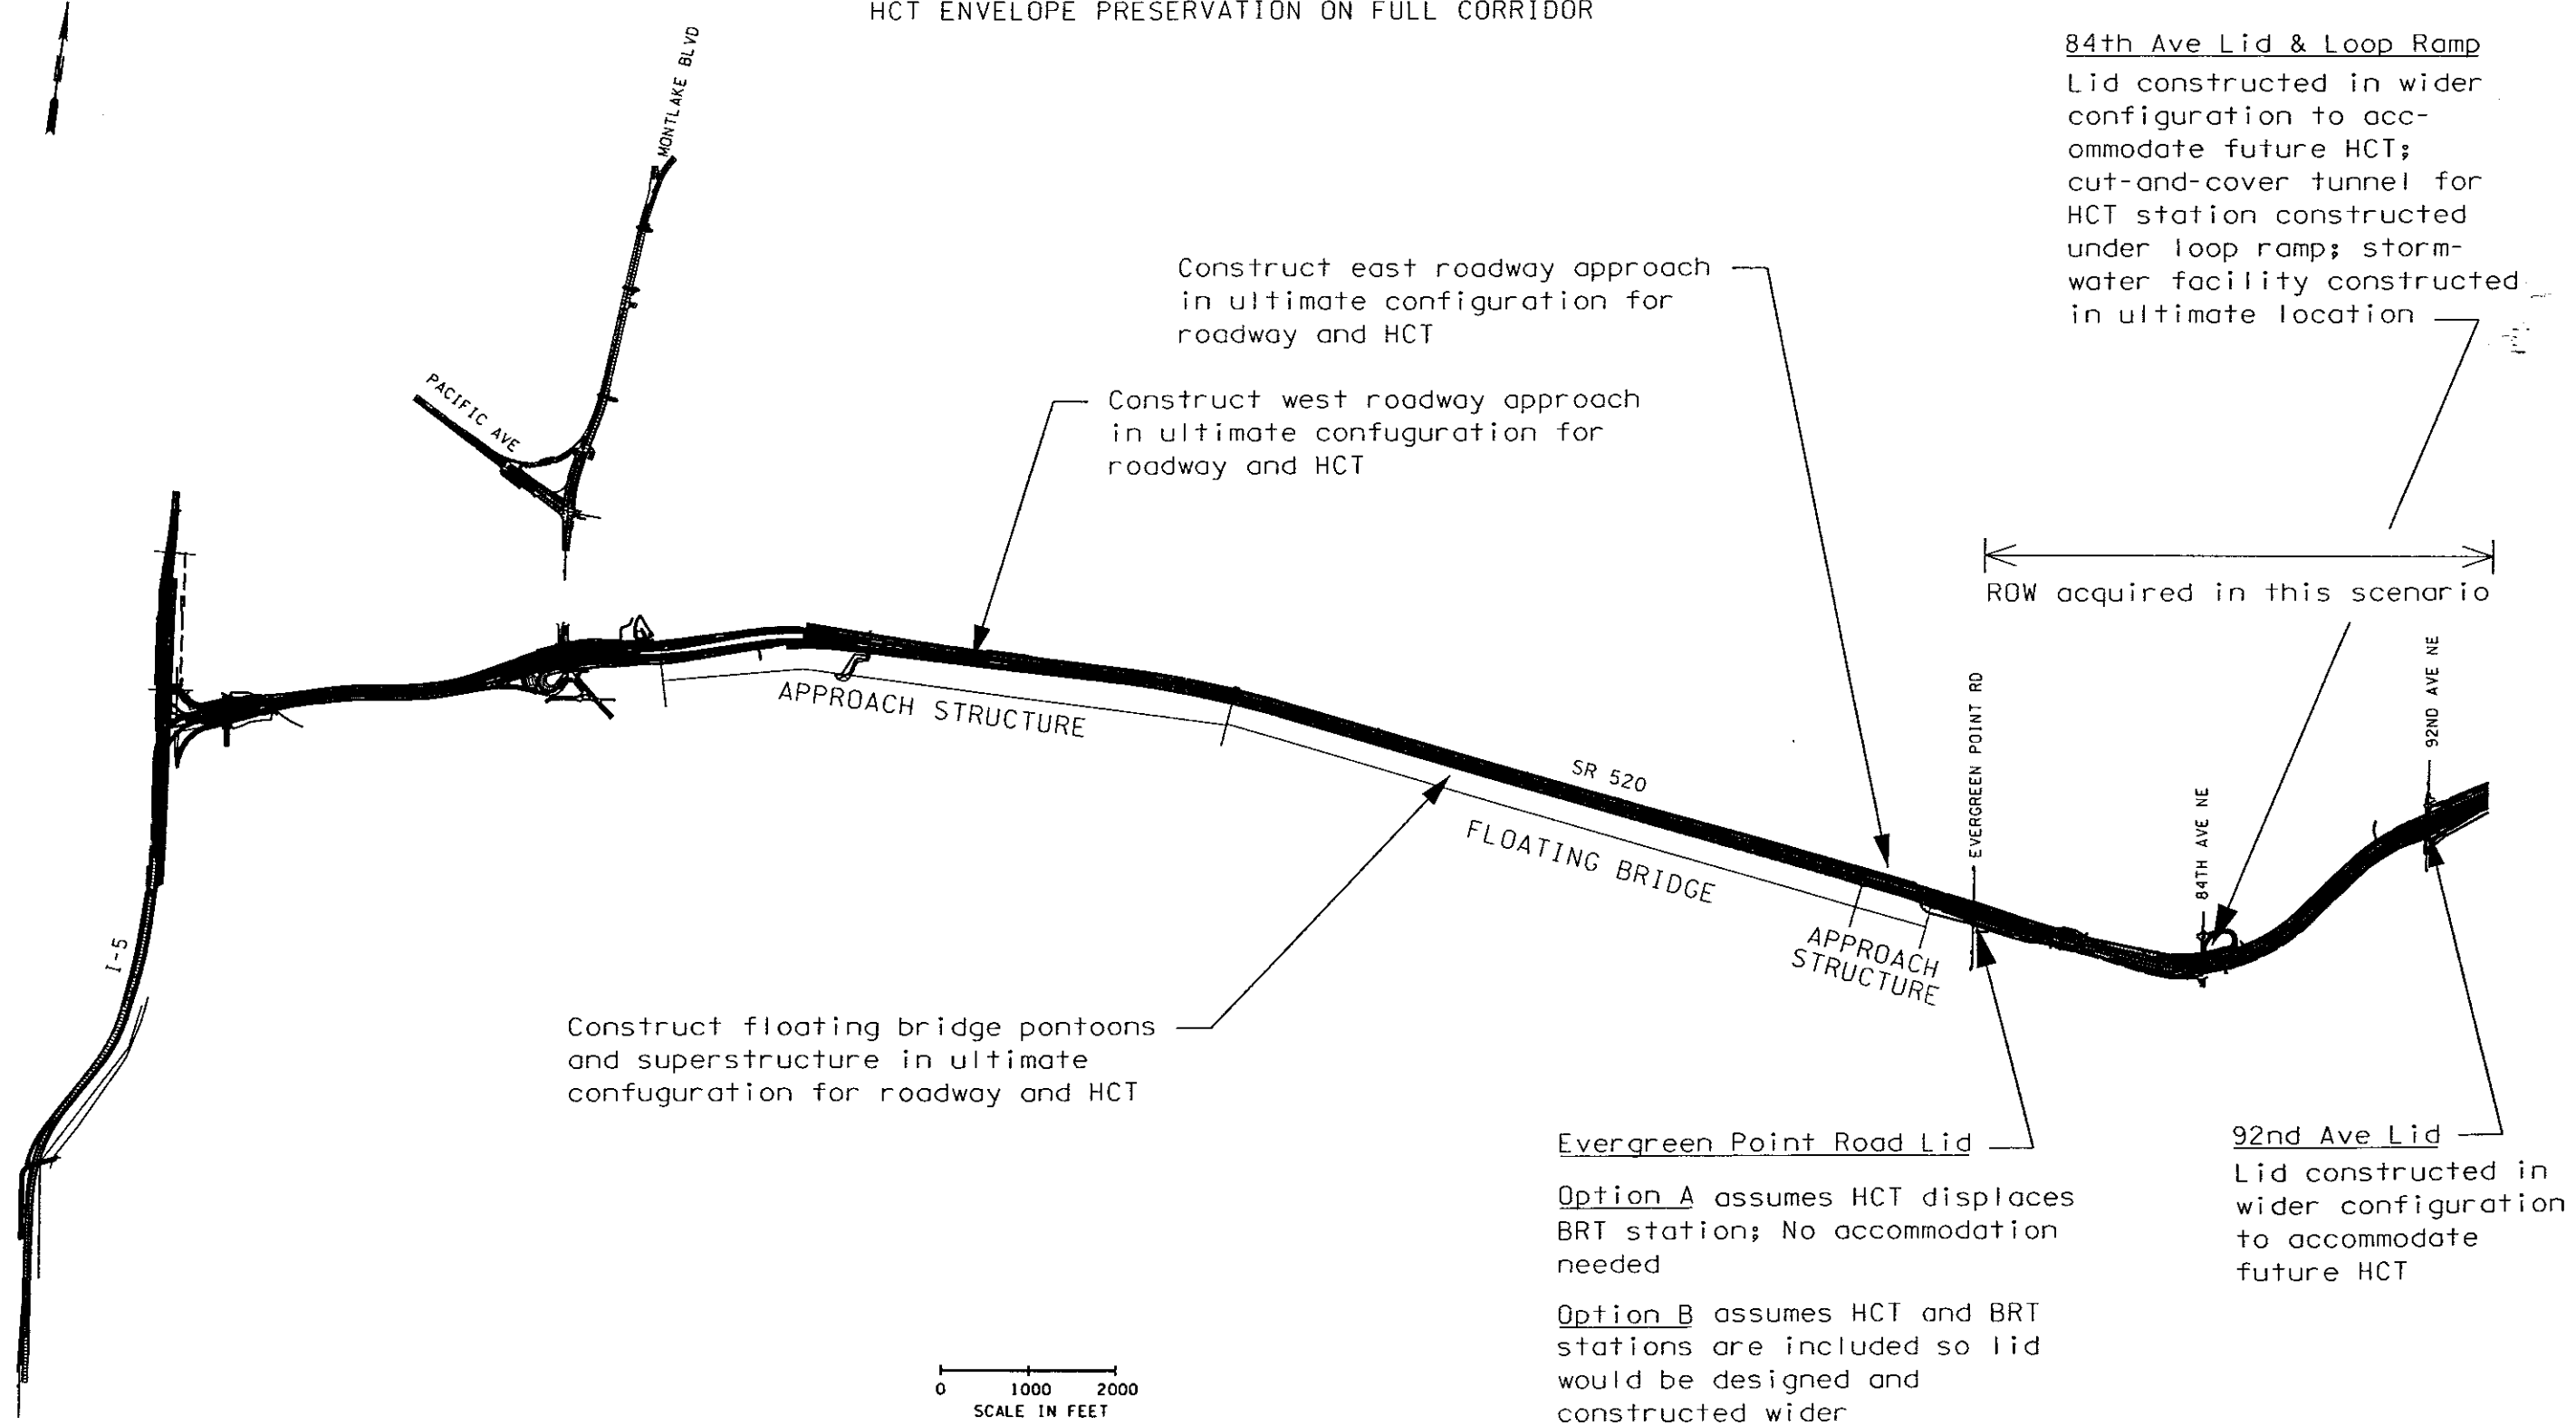 HCT ENVELOPE PRESERVATION ON FULL CORRIDOR
84th Ave Lid & Loop Ramp
Lid constructed in wider
configuration to acc-
ommodate future HCT;
cut-and-cover tunnel for
HCT station constructed
under loop ramp; storm-
water facility constructed
in ultimate location
MONTLAKE BLVD
Construct east roadway approach
in ultimate configuration for
roadway and HCT
PACIFIC AVE
Construct west roadway approach
in ultimate confuguration for
roadway and HCT
ROW acquired in this scenario
APPROACH STRUCTURE
SR 520
EVERGREEN POINT RD
92ND AVE NE
84TH AVE NE
FLOATING BRIDGE
APPROACH
STRUCTURE
I-5
Construct floating bridge pontoons
and superstructure in ultimate
confuguration for roadway and HCT
Evergreen Point Road Lid
Option A assumes HCT displaces
BRT station; No accommodation
needed
Option B assumes HCT and BRT
stations are included so lid
would be designed and
constructed wider
92nd Ave Lid
Lid constructed in
wider configuration
to accommodate
future HCT
0 1000 2000
SCALE IN FEET